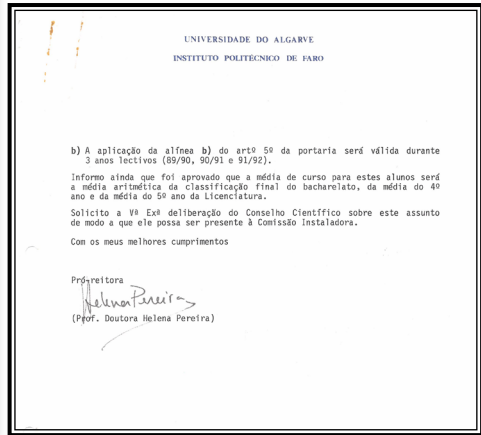 UNIVERSIDADE DO ALGARVE
INSTITUTO POLITÉCNICO DE FARO
b) A aplicação da alínea b) do artº 5º da portaria será válida durante
3 anos lectivos (89/90, 90/91 e 91/92).
Informo ainda que foi aprovado que a média de curso para estes alunos será
a média aritmética da classificação final do bacharelato, da média do 4º
ano e da média do 5º ano da Licenciatura.
Solicito a Vª Exª deliberação do Conselho Científico sobre este assunto
de modo a que ele possa ser presente à Comissão Instaladora.
Com os meus melhores cumprimentos
Pró-reitora
Helena Pereira
(Prof. Doutora Helena Pereira)